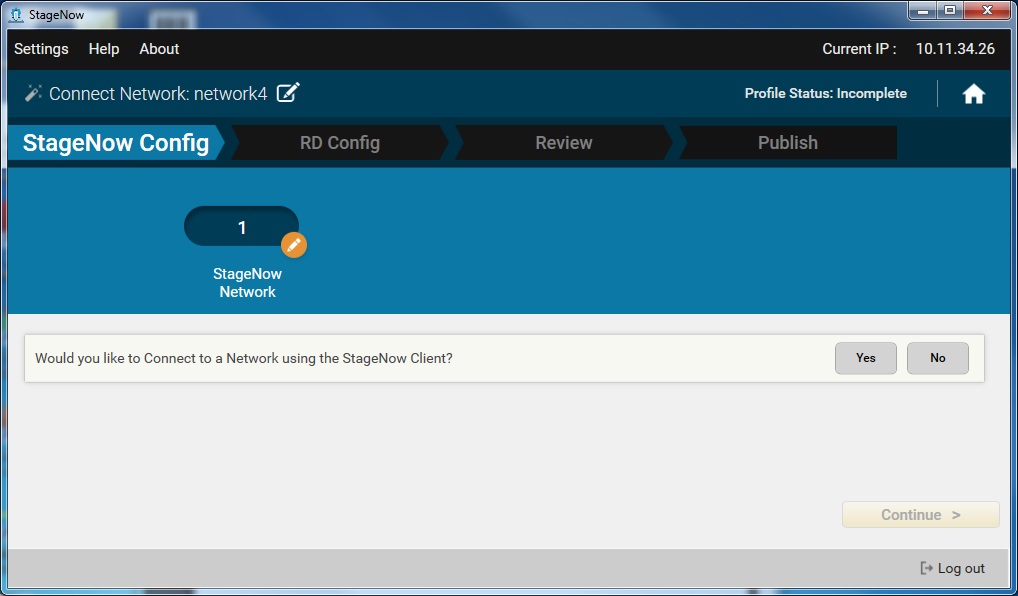 StageNow
Settings Help About Current IP : 10.11.34.26
Connect Network: network4 Profile Status: Incomplete
StageNow Config RD Config Review Publish
1
StageNow
Network
Would you like to Connect to a Network using the StageNow Client? Yes No
Continue >
Log out